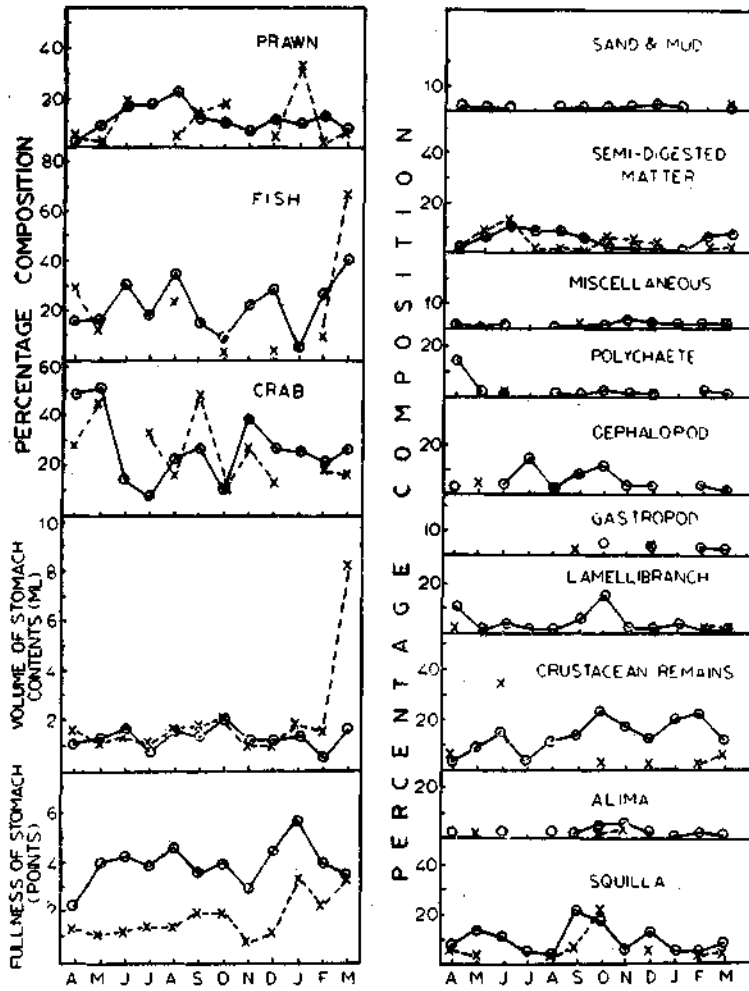 PERCENTAGE COMPOSITION
PRAWN
40
20
FISH
80
60
40
20
CRAB
60
40
20
VOLUME OF STOMACH
CONTENTS (ML)
10
8
6
4
2
FULLNESS OF STOMACH
(POINTS)
6
4
2
A M J J A S O N D J F M
PERCENTAGE COMPOSITION
SAND & MUD
10
SEMI-DIGESTED
MATTER
40
20
MISCELLANEOUS
10
POLYCHAETE
20
CEPHALOPOD
20
GASTROPOD
10
LAMELLIBRANCH
20
CRUSTACEAN REMAINS
40
20
ALIMA
20
SQUILLA
40
20
A M J J A S O N D J F M